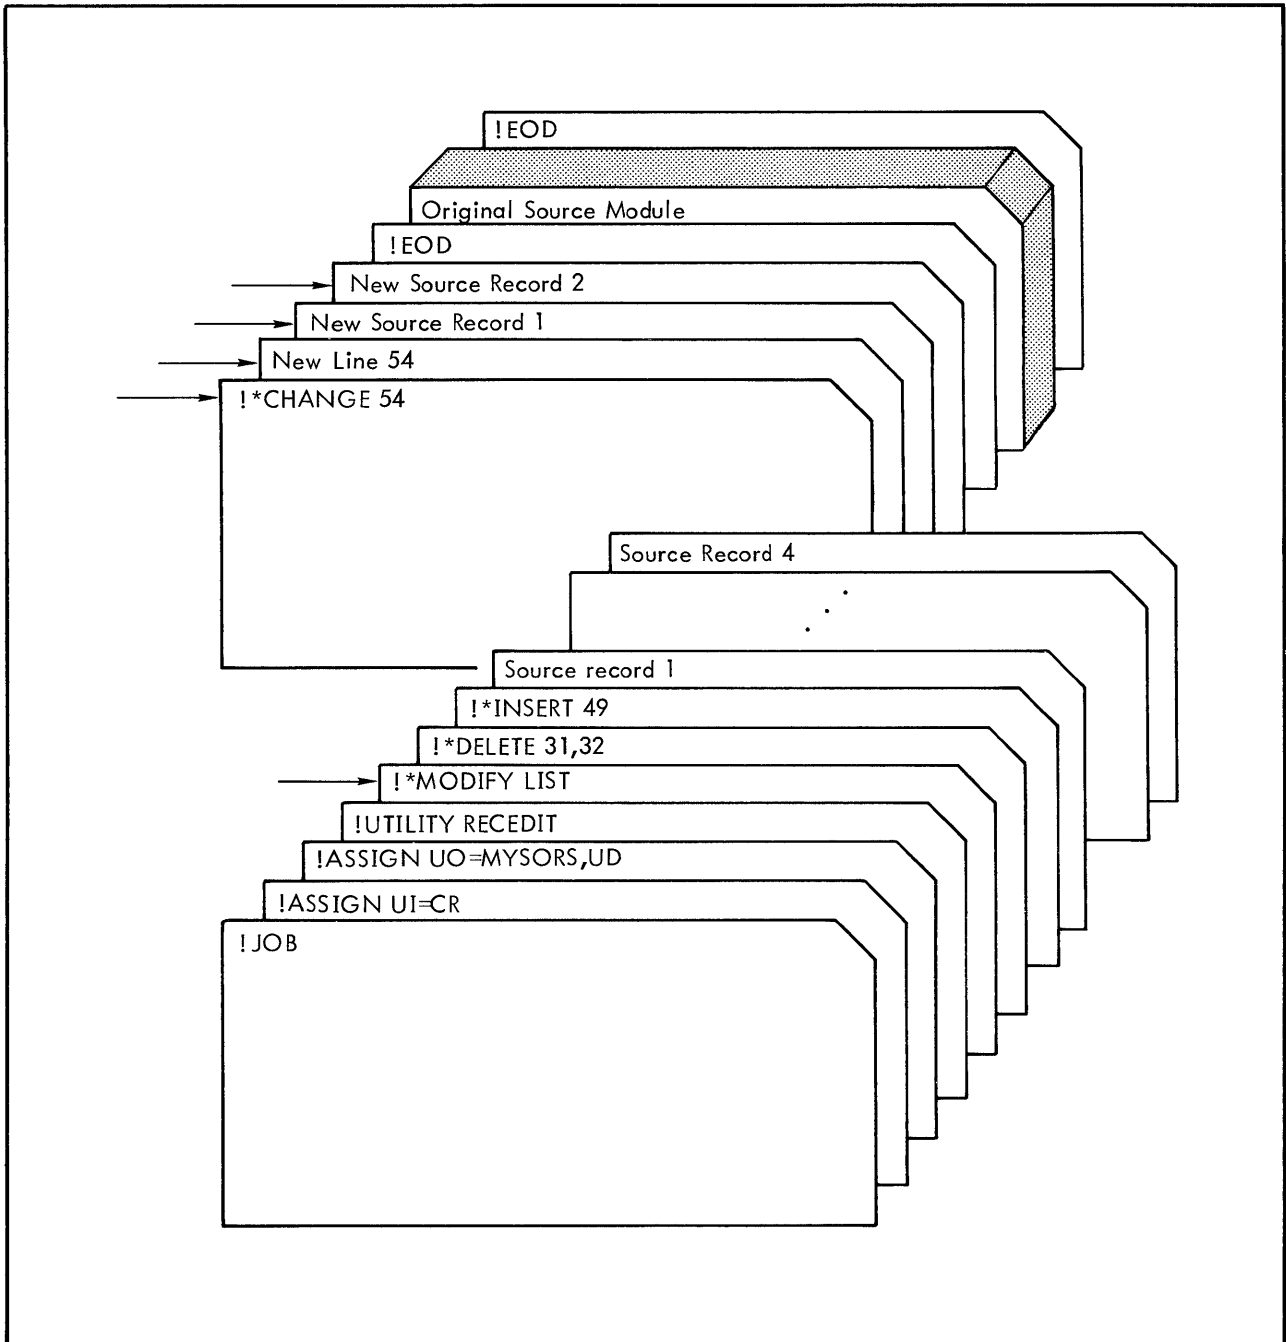 !EOD
Original Source Module
!EOD
New Source Record 2
New Source Record 1
New Line 54
!*CHANGE 54
Source Record 4
Source record 1
!*INSERT 49
!*DELETE 31,32
!*MODIFY LIST
!UTILITY RECEDIT
!ASSIGN UO=MYSORS,UD
!ASSIGN UI=CR
!JOB